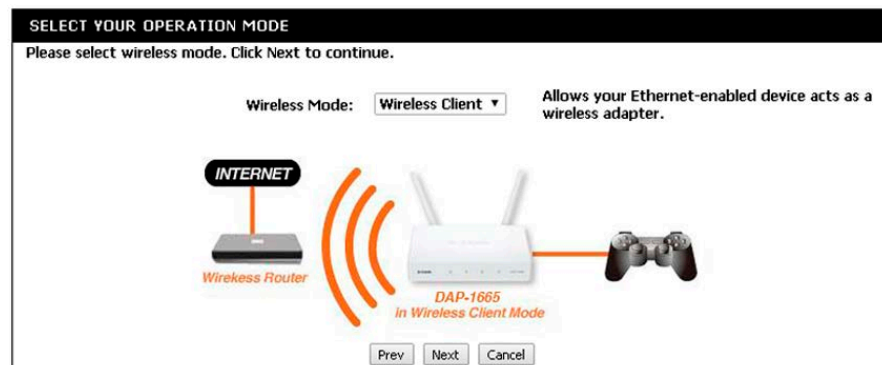 SELECT YOUR OPERATION MODE
Please select wireless mode. Click Next to continue.
Wireless Mode: Wireless Client ▼ Allows your Ethernet-enabled device acts as a
wireless adapter.
INTERNET
Wirekess Router
DAP-1665
in Wireless Client Mode
Prev Next Cancel